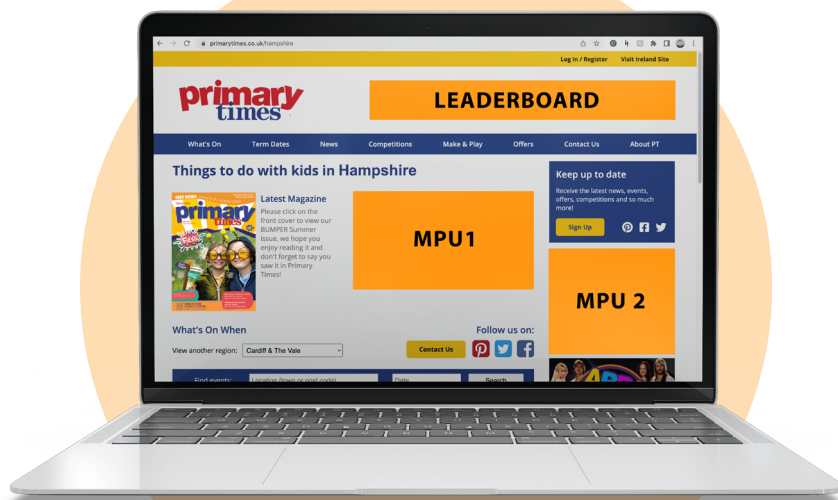 primarytimes.co.uk/hampshire
Log In / Register Visit Ireland Site
primary
times
LEADERBOARD
What's On Term Dates News Competitions Make & Play Offers Contact Us About PT
Things to do with kids in Hampshire
primary
times
Latest Magazine
Please click on the
front cover to view our
BUMPER Summer
issue, we hope you
enjoy reading it and
don't forget to say you
saw it in Primary
Times!
MPU1
Keep up to date
Receive the latest news, events,
offers, competitions and so much
more!
Sign Up
MPU 2
What's On When
Follow us on:
View another region: Cardiff & The Vale
Contact Us
Find events: Location (town or post code) Date Search